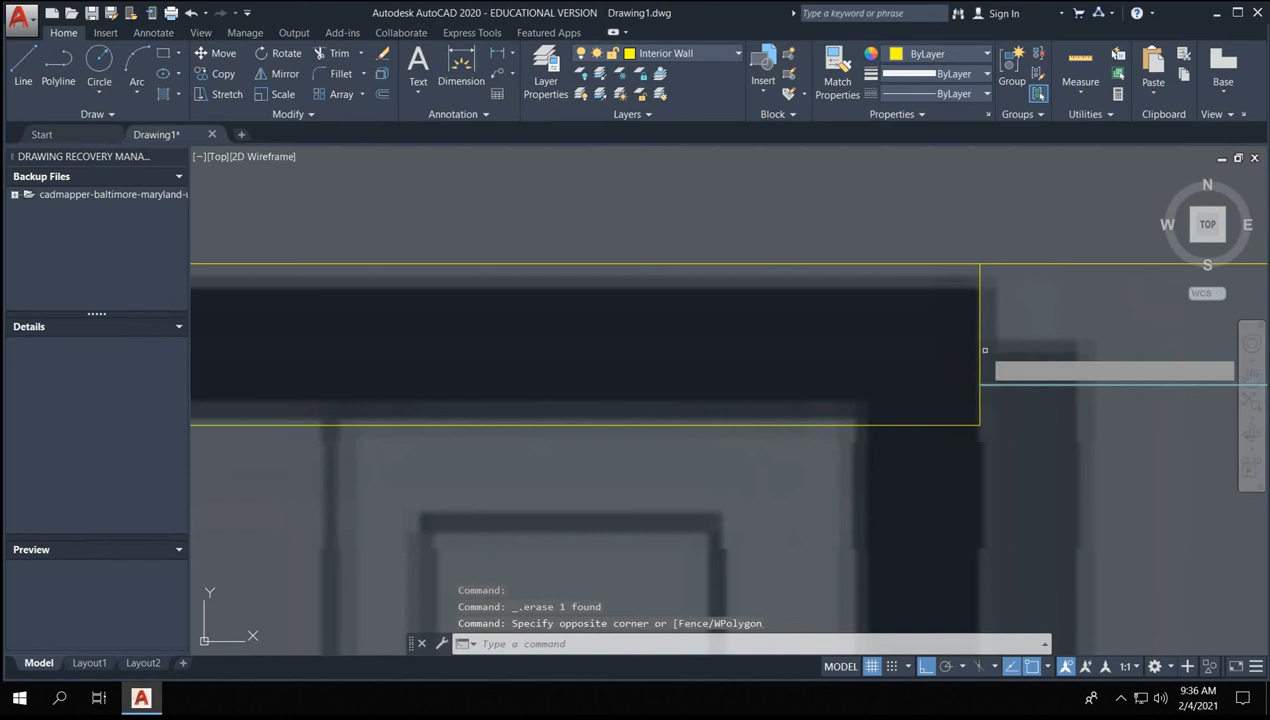 Autodesk AutoCAD 2020 - EDUCATIONAL VERSION Drawing1.dwg
Type a keyword or phrase
Sign In
Home Insert Annotate View Manage Output Add-ins Collaborate Express Tools Featured Apps
Line Polyline Circle Arc
Move Rotate Trim
Copy Mirror Fillet
Stretch Scale Array
Text Dimension
Layer Properties
Interior Wall
Insert
Match Properties
ByLayer
ByLayer
ByLayer
Group
Measure
Paste
Base
Draw Modify Annotation Layers Block Properties Groups Utilities Clipboard View
Start Drawing1*
DRAWING RECOVERY MANA...
[−][Top][2D Wireframe]
Backup Files
cadmapper-baltimore-maryland-u
N
W TOP E
S
WCS
Details
Preview
Y
X
Command:
Command: _.erase 1 found
Command: Specify opposite corner or [Fence/WPolygon
Type a command
Model Layout1 Layout2
MODEL
1:1
9:36 AM
2/4/2021